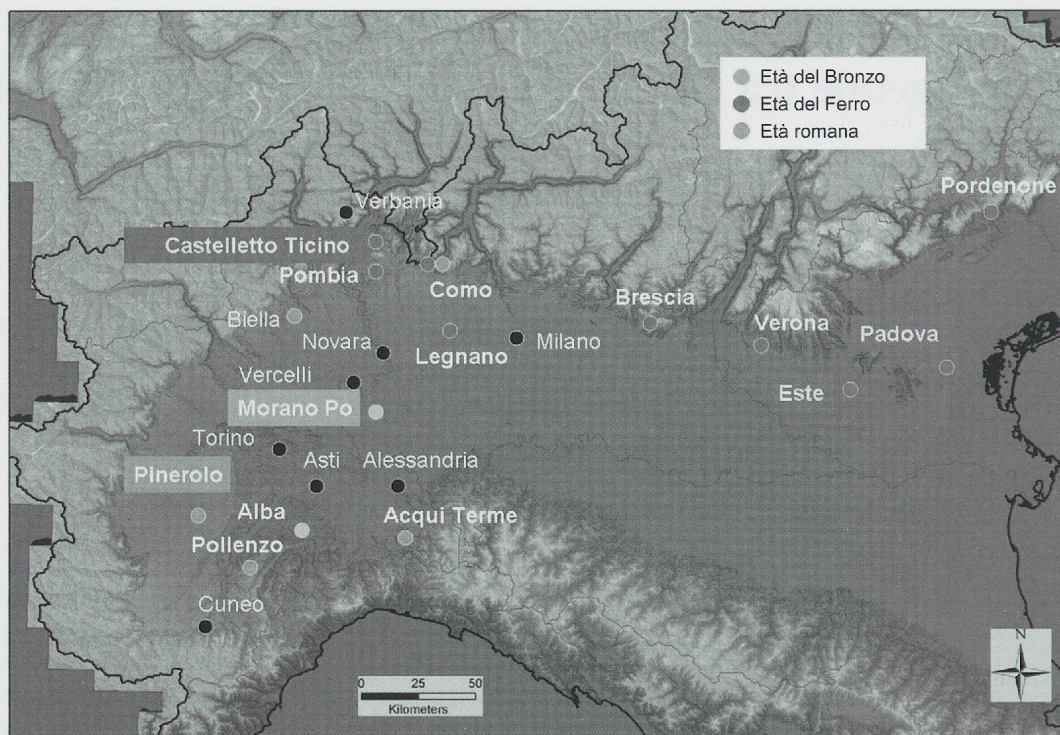 Età del Bronzo
Età del Ferro
Età romana
Pordenone
Verbania
Castelletto Ticino
Pombia
Como
Brescia
Biella
Verona
Padova
Novara
Milano
Legnano
Vercelli
Este
Morano Po
Torino
Asti
Alessandria
Pinerolo
Alba
Acqui Terme
Pollenzo
Cuneo
N
0 25 50
Kilometers